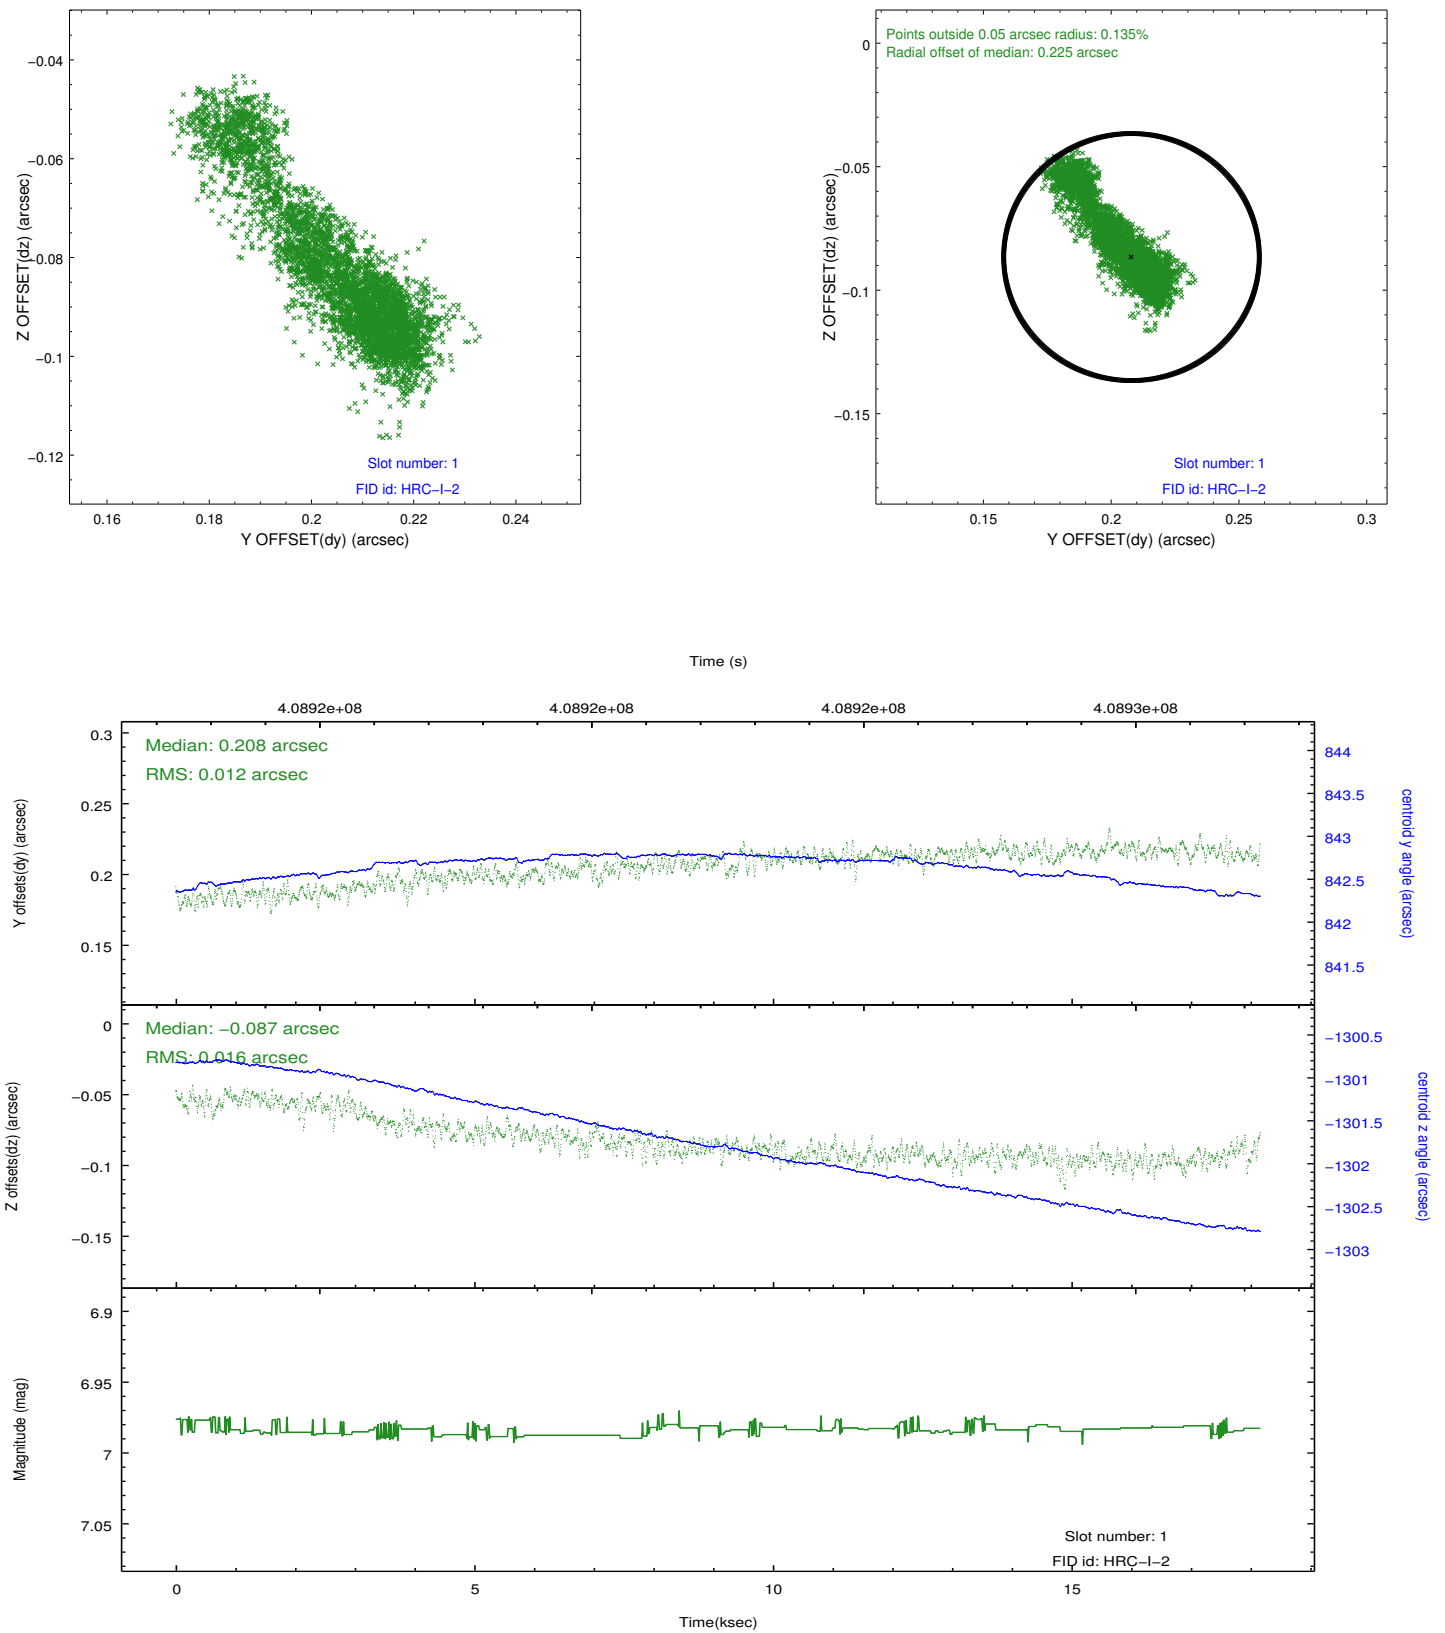 −0.04
−0.06
−0.08
−0.1
−0.12
Z OFFSET(dz) (arcsec)
0.16
0.18
0.2
0.22
0.24
Y OFFSET(dy) (arcsec)
Slot number: 1
FID id: HRC−I−2
Points outside 0.05 arcsec radius: 0.135%
Radial offset of median: 0.225 arcsec
0
−0.05
−0.1
−0.15
Z OFFSET(dz) (arcsec)
0.15
0.2
0.25
0.3
Y OFFSET(dy) (arcsec)
Slot number: 1
FID id: HRC−I−2
Time (s)
4.0892e+08
4.0892e+08
4.0892e+08
4.0893e+08
Median: 0.208 arcsec
RMS: 0.012 arcsec
0.3
0.25
0.2
0.15
Y offsets(dy) (arcsec)
844
843.5
843
842.5
842
841.5
centroid y angle (arcsec)
Median: −0.087 arcsec
RMS: 0.016 arcsec
0
−0.05
−0.1
−0.15
Z offsets(dz) (arcsec)
−1300.5
−1301
−1301.5
−1302
−1302.5
−1303
centroid z angle (arcsec)
6.9
6.95
7
7.05
Magnitude (mag)
Slot number: 1
FID id: HRC−I−2
0
5
10
15
Time(ksec)